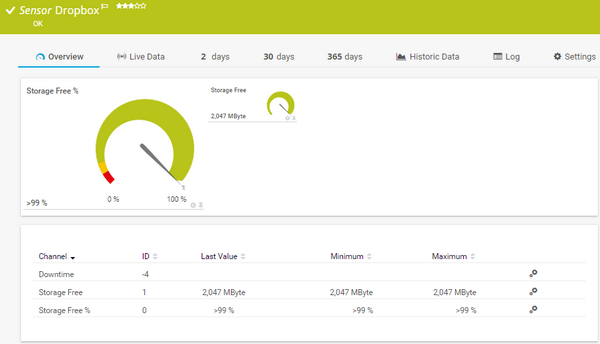 Sensor Dropbox
OK
Overview Live Data 2 days 30 days 365 days Historic Data Log Settings
Storage Free %
0 % 100 %
>99 %
Storage Free
2,047 MByte
Channel ID Last Value Minimum Maximum
Downtime -4
Storage Free 1 2,047 MByte 2,047 MByte 2,047 MByte
Storage Free % 0 >99 % >99 % >99 %